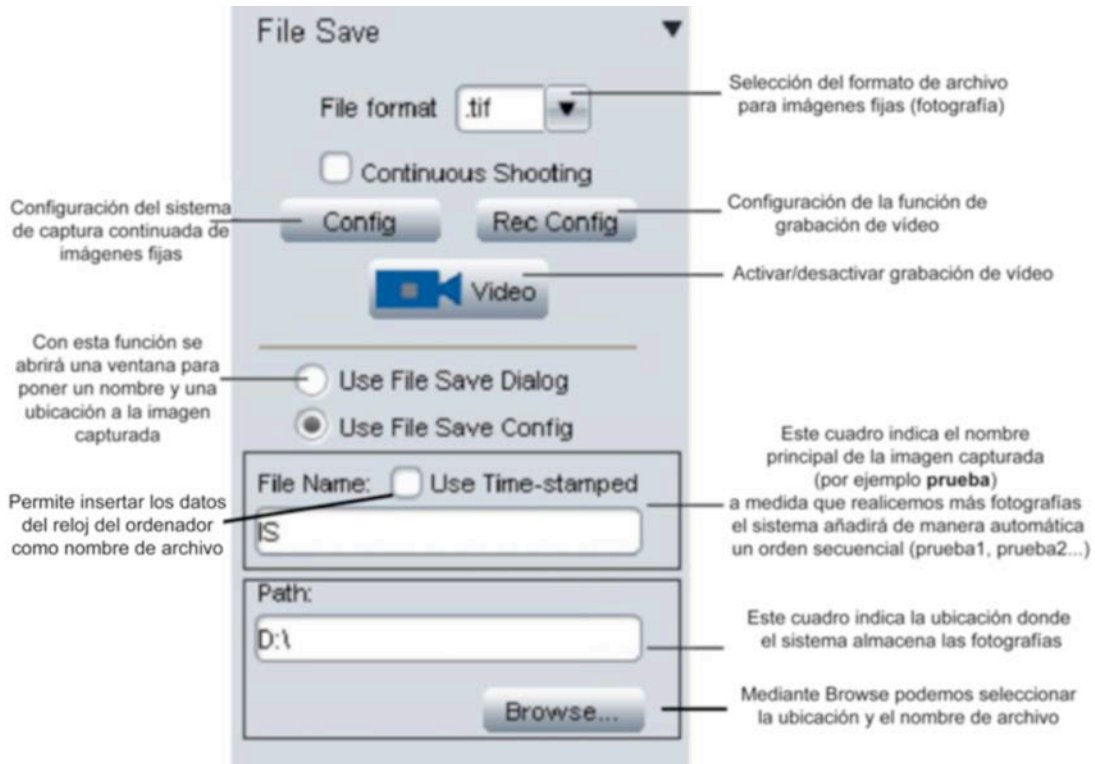 File Save
File format .tif
Selección del formato de archivo
para imágenes fijas (fotografía)
Continuous Shooting
Configuración del sistema
de captura continuada de
imágenes fijas
Config
Rec Config
Configuración de la función de
grabación de vídeo
Video
Activar/desactivar grabación de vídeo
Con esta función se
abrirá una ventana para
poner un nombre y una
ubicación a la imagen
capturada
Use File Save Dialog
Use File Save Config
File Name: Use Time-stamped
IS
Permite insertar los datos
del reloj del ordenador
como nombre de archivo
Este cuadro indica el nombre
principal de la imagen capturada
(por ejemplo prueba)
a medida que realicemos más fotografías
el sistema añadirá de manera automática
un orden secuencial (prueba1, prueba2...)
Path:
D:\
Este cuadro indica la ubicación donde
el sistema almacena las fotografías
Browse...
Mediante Browse podemos seleccionar
la ubicación y el nombre de archivo